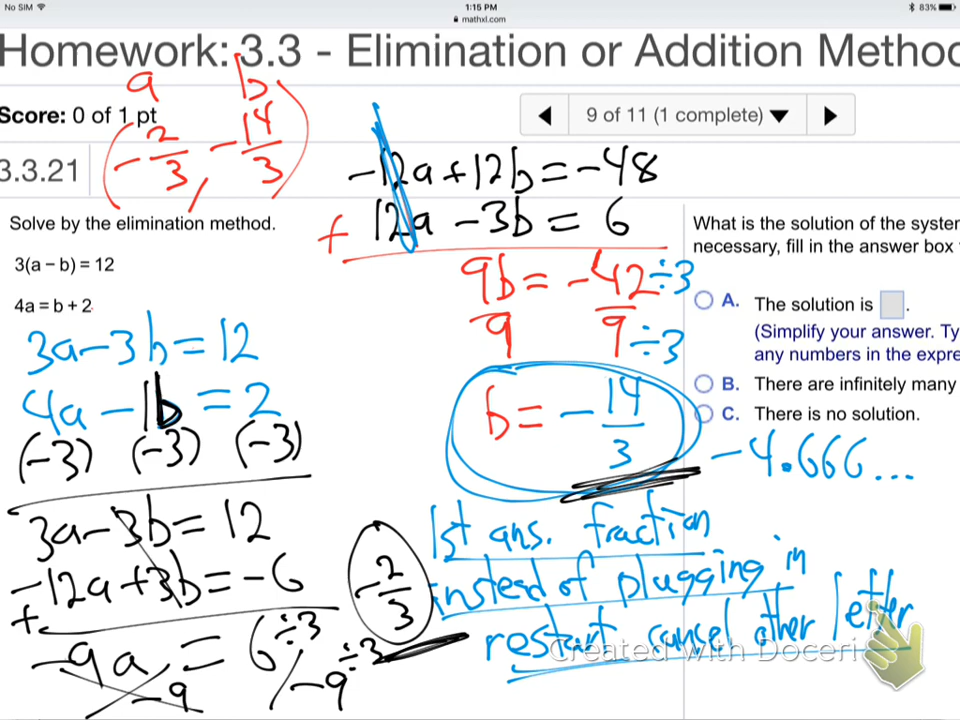 No SIM 1:15 PM 83%
mathxl.com
Homework: 3.3 - Elimination or Addition Metho
a b
Score: 0 of 1 pt
9 of 11 (1 complete)
3.3.21
(-2/3, -14/3)
-12a+12b=-48
+ 12a -3b = 6
9b = -42 ÷3
9 9 ÷3
b = -14/3
-4.666...
Solve by the elimination method.
3(a − b) = 12
4a = b + 2
3a-3b=12
4a-1b=2
(-3) (-3) (-3)
3a-3b=12
-12a+3b=-6
+
-9a = 6 ÷3
-9 -9 ÷3
-2/3
1st ans. fraction
instead of plugging in
restart cancel other letter
What is the solution of the syster
necessary, fill in the answer box
A. The solution is .
(Simplify your answer. Ty
any numbers in the expre
B. There are infinitely many
C. There is no solution.
Created with Doceri